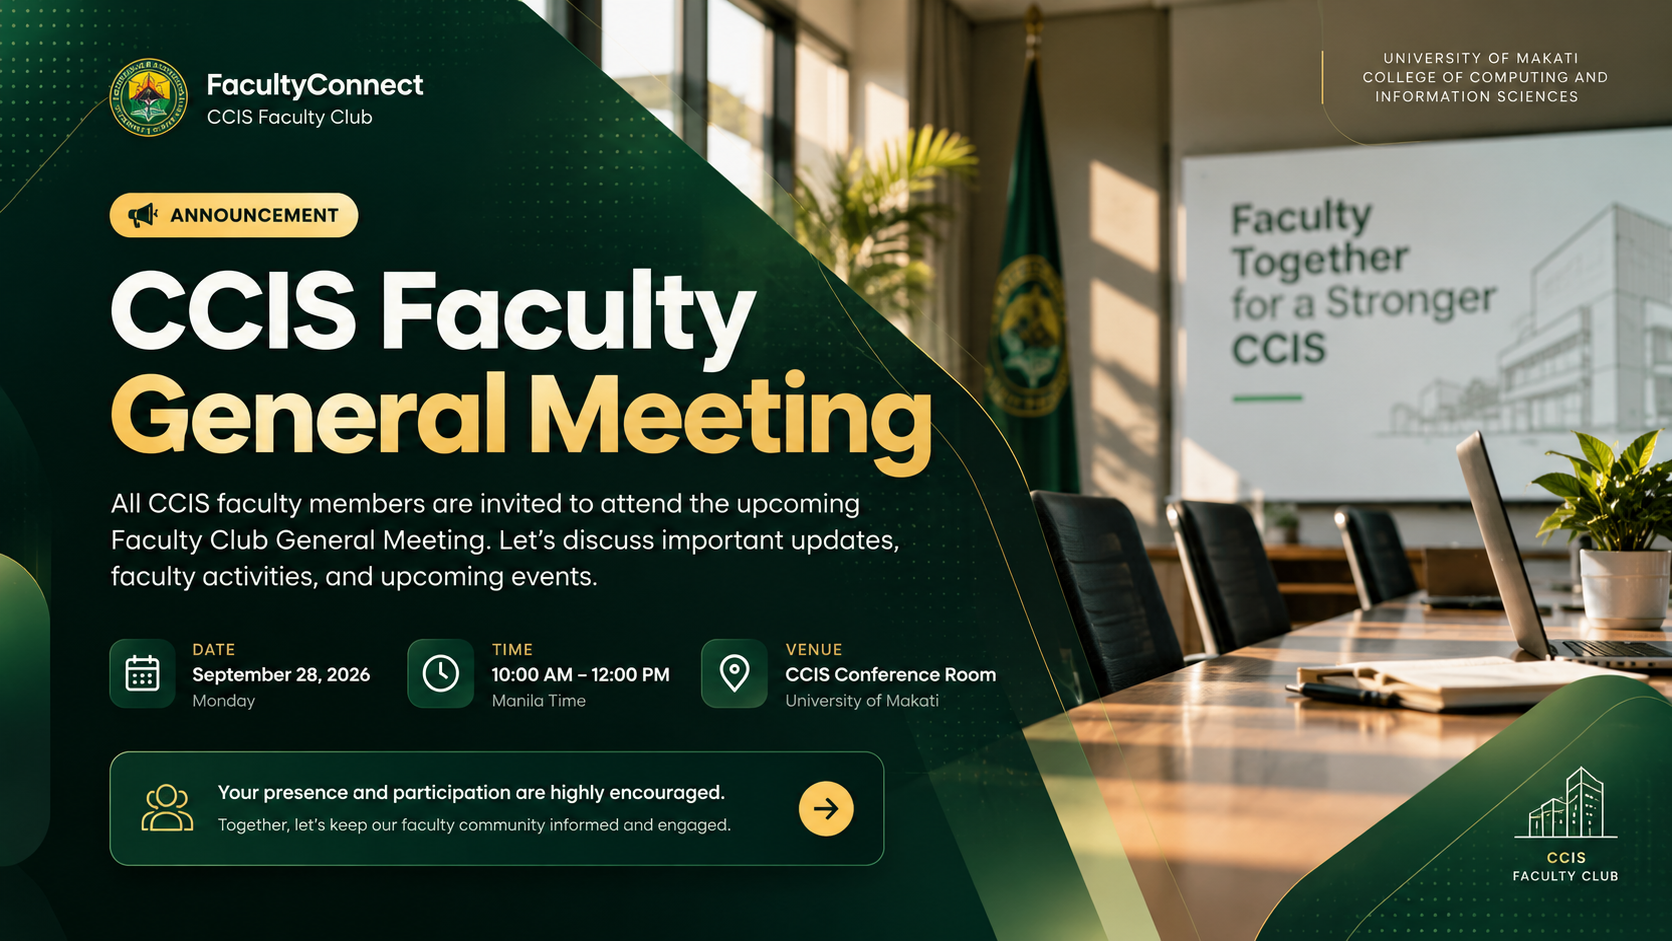 FacultyConnect
CCIS Faculty Club
UNIVERSITY OF MAKATI
COLLEGE OF COMPUTING AND
INFORMATION SCIENCES
ANNOUNCEMENT
CCIS Faculty
General Meeting
All CCIS faculty members are invited to attend the upcoming
Faculty Club General Meeting. Let's discuss important updates,
faculty activities, and upcoming events.
Faculty
Together
for a Stronger
CCIS
DATE
September 28, 2026
Monday
TIME
10:00 AM – 12:00 PM
Manila Time
VENUE
CCIS Conference Room
University of Makati
Your presence and participation are highly encouraged.
Together, let's keep our faculty community informed and engaged.
CCIS
FACULTY CLUB